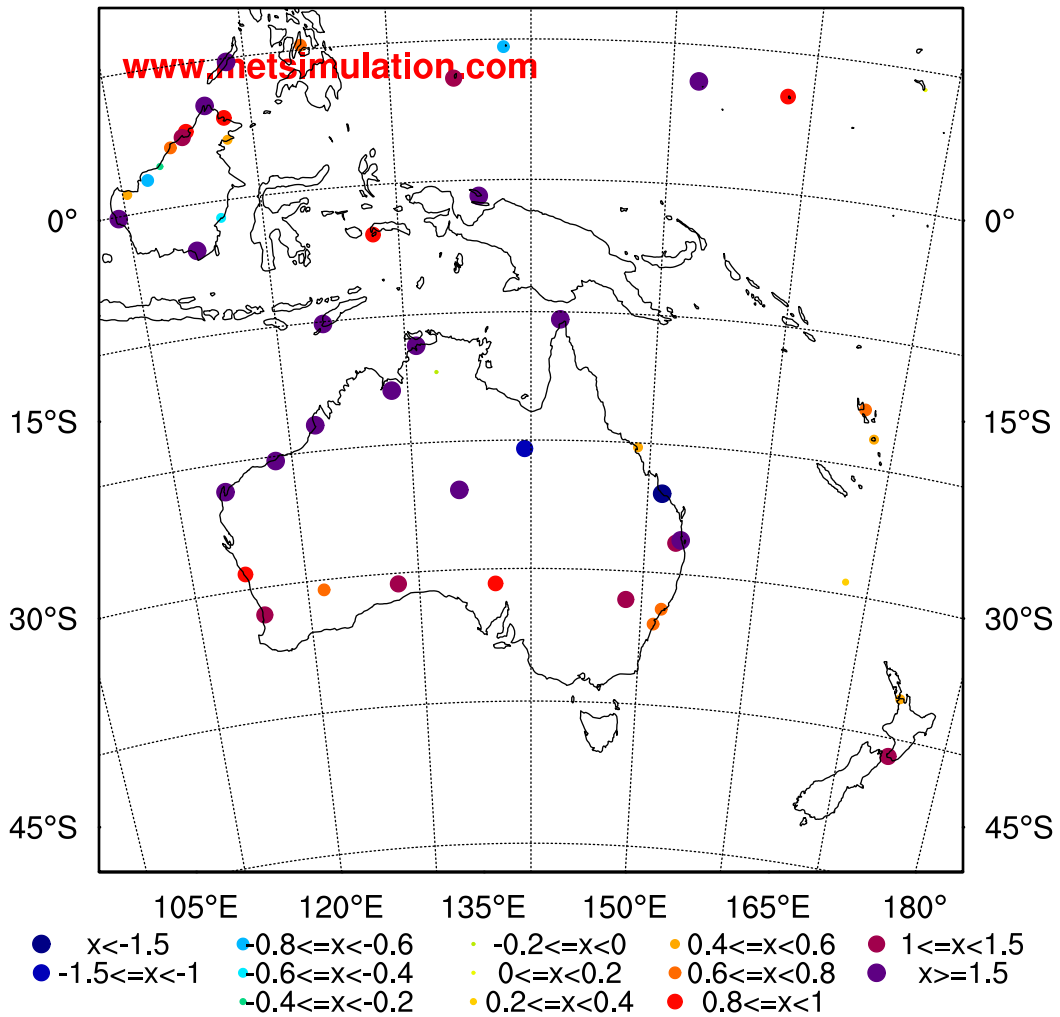 www.metsimulation.com
0° 0°
15°S 15°S
30°S 30°S
45°S 45°S
105°E 120°E 135°E 150°E 165°E 180°
x<-1.5 -0.8<=x<-0.6 -0.2<=x<0 0.4<=x<0.6 1<=x<1.5
-1.5<=x<-1 -0.6<=x<-0.4 0<=x<0.2 0.6<=x<0.8 x>=1.5
-0.4<=x<-0.2 0.2<=x<0.4 0.8<=x<1